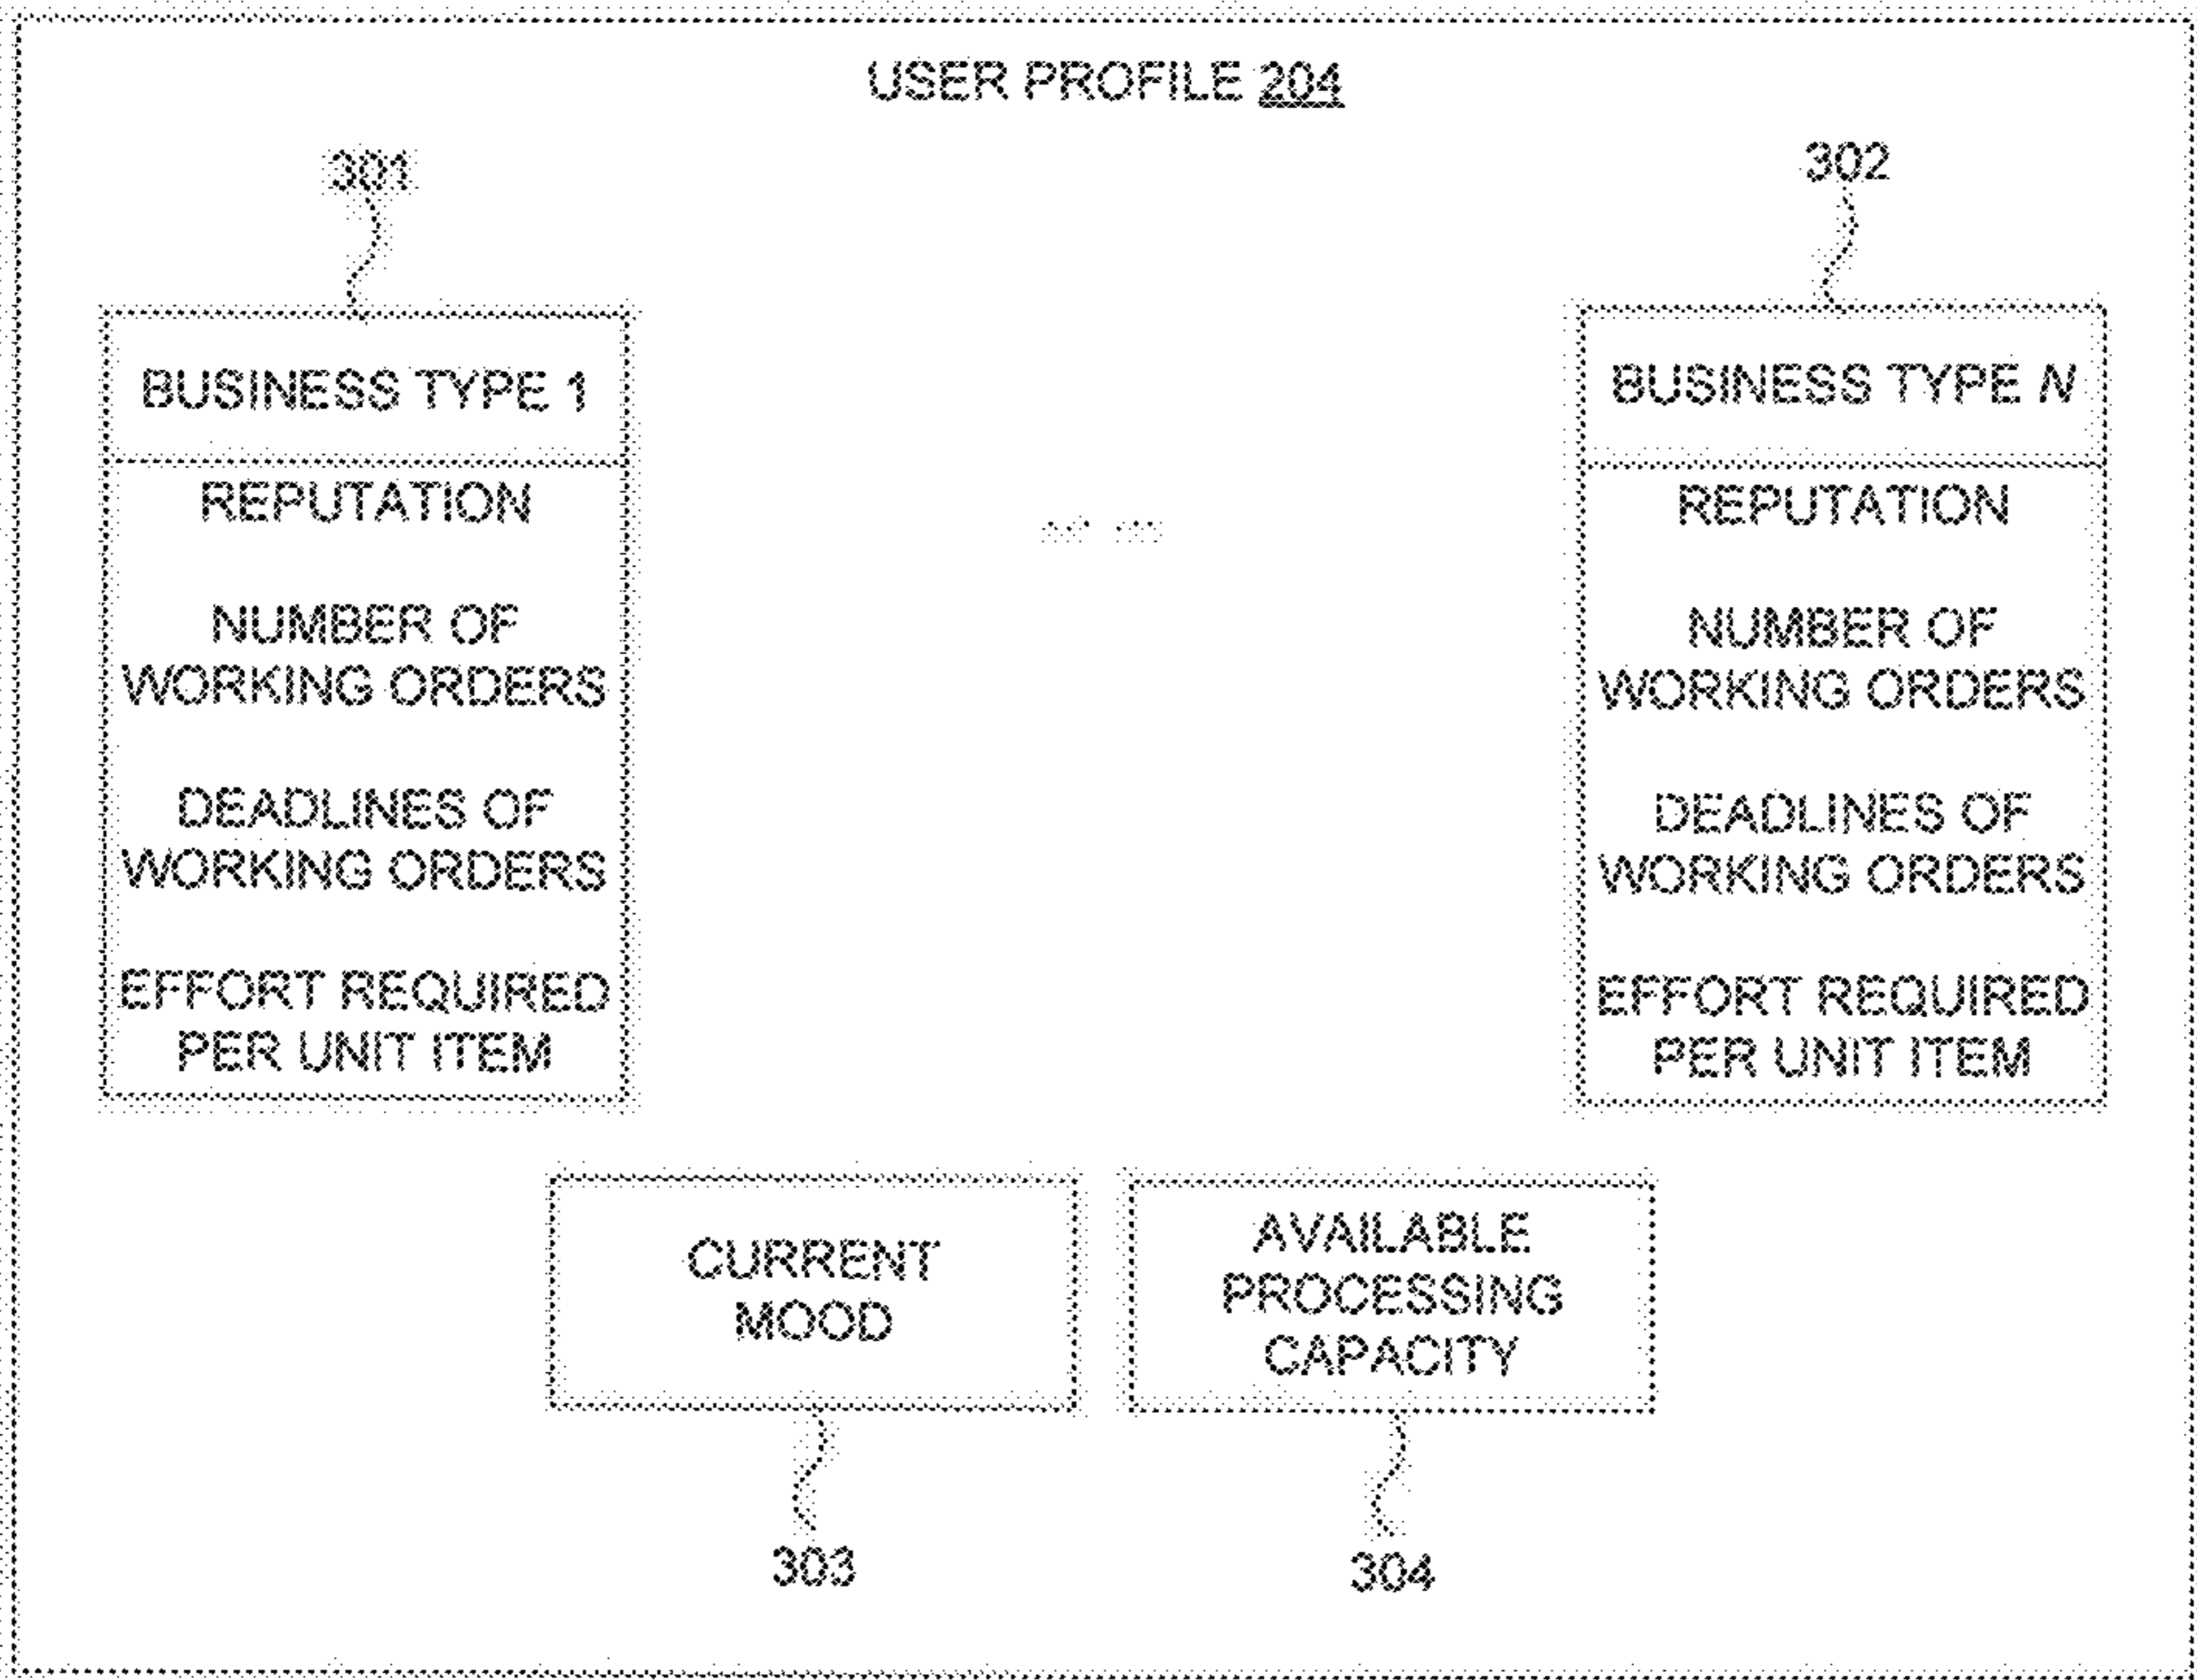 USER PROFILE 204
301
302
BUSINESS TYPE 1
REPUTATION
NUMBER OF
WORKING ORDERS
DEADLINES OF
WORKING ORDERS
EFFORT REQUIRED
PER UNIT ITEM
BUSINESS TYPE N
REPUTATION
NUMBER OF
WORKING ORDERS
DEADLINES OF
WORKING ORDERS
EFFORT REQUIRED
PER UNIT ITEM
CURRENT
MOOD
AVAILABLE
PROCESSING
CAPACITY
303
304